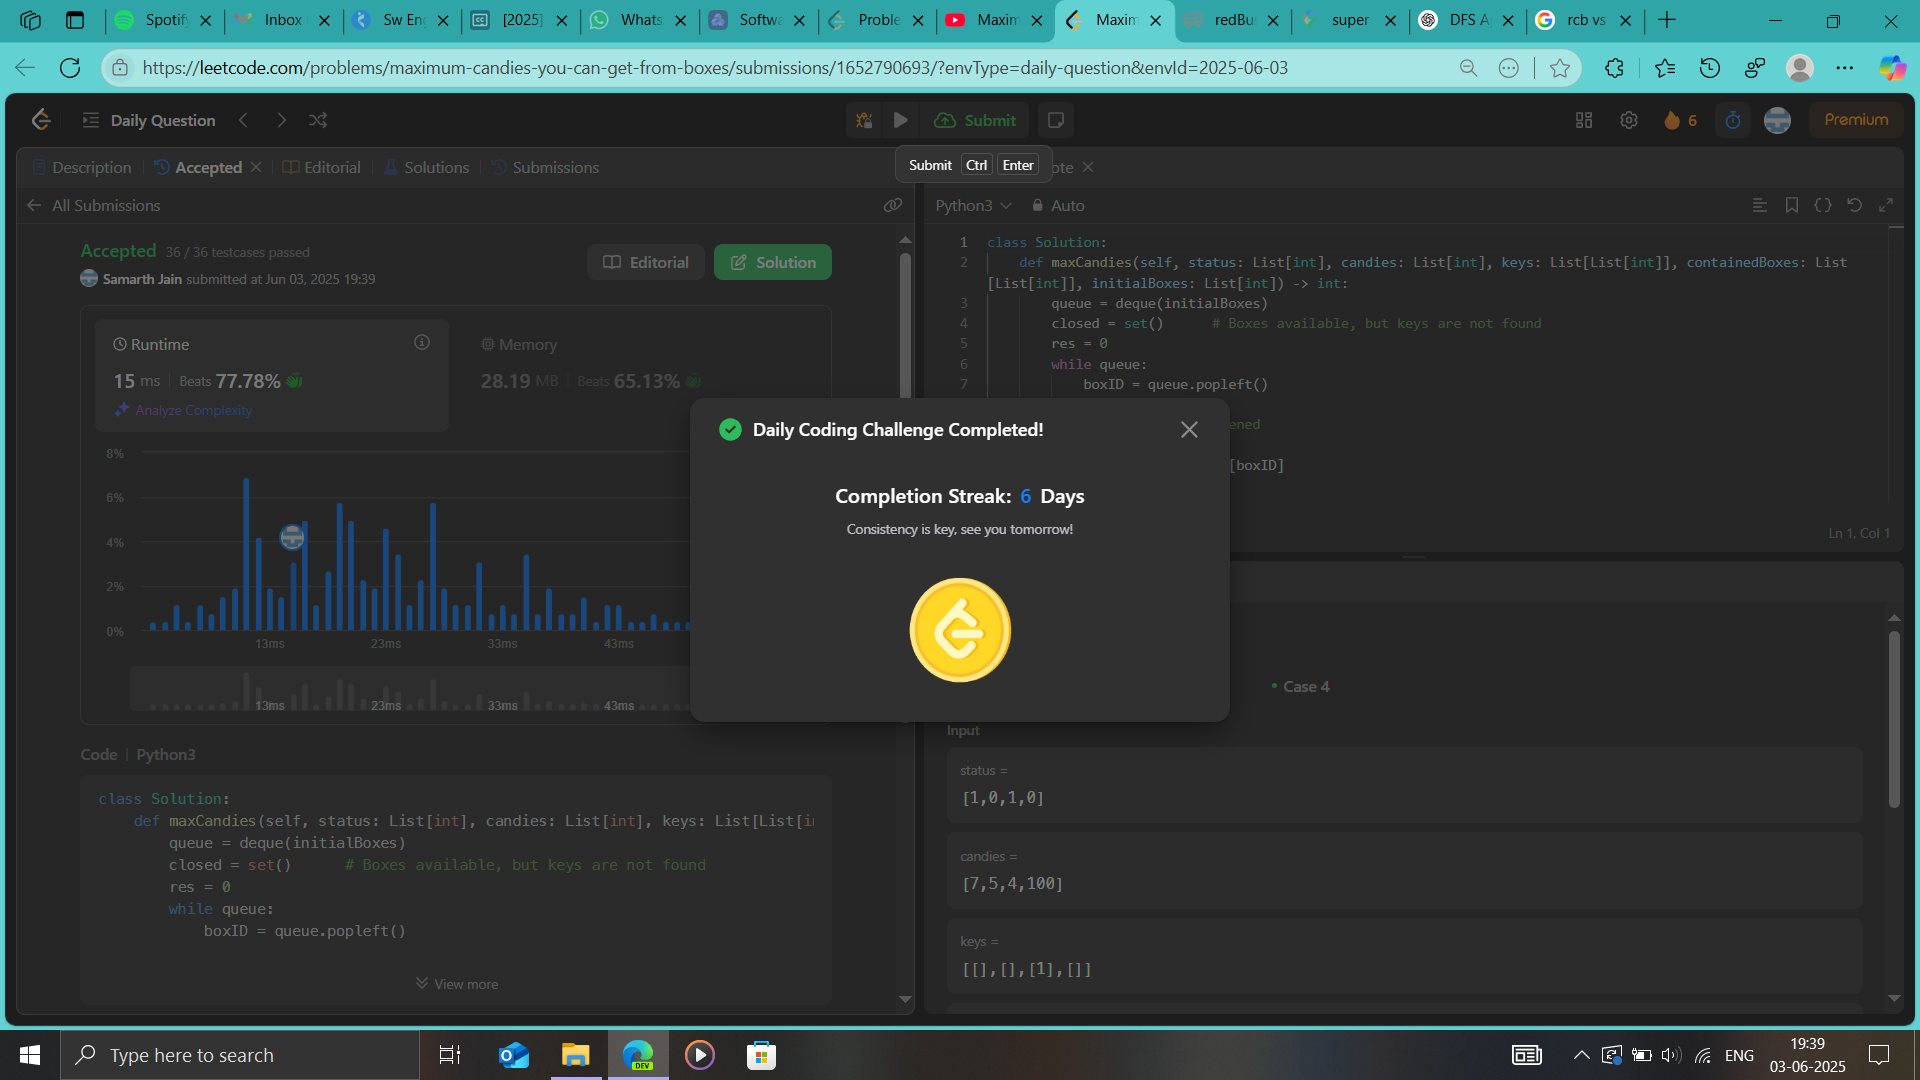 Spotify
Inbox
Sw En
[2025]
Whats
Softwa
Proble
Maxim
Maxim
redBu
super
DFS A
rcb vs
https://leetcode.com/problems/maximum-candies-you-can-get-from-boxes/submissions/1652790693/?envType=daily-question&envId=2025-06-03
Daily Question
Submit
6
Premium
Description
Accepted
Editorial
Solutions
Submissions
Submit Ctrl Enter
ote
All Submissions
Python3
Auto
Accepted 36 / 36 testcases passed
Samarth Jain submitted at Jun 03, 2025 19:39
Editorial
Solution
Runtime
15 ms Beats 77.78%
Analyze Complexity
Memory
28.19 MB Beats 65.13%
8%
6%
4%
2%
0%
13ms 23ms 33ms 43ms
13ms 23ms 33ms 43ms
Code | Python3
class Solution:
def maxCandies(self, status: List[int], candies: List[int], keys: List[List[in
queue = deque(initialBoxes)
closed = set() # Boxes available, but keys are not found
res = 0
while queue:
boxID = queue.popleft()
View more
1 class Solution:
2 def maxCandies(self, status: List[int], candies: List[int], keys: List[List[int]], containedBoxes: List
[List[int]], initialBoxes: List[int]) -> int:
3 queue = deque(initialBoxes)
4 closed = set() # Boxes available, but keys are not found
5 res = 0
6 while queue:
7 boxID = queue.popleft()
ened
[boxID]
Ln 1, Col 1
Daily Coding Challenge Completed!
Completion Streak: 6 Days
Consistency is key, see you tomorrow!
Case 4
Input
status =
[1,0,1,0]
candies =
[7,5,4,100]
keys =
[[],[],[1],[]]
Type here to search
DEV
ENG
19:39
03-06-2025